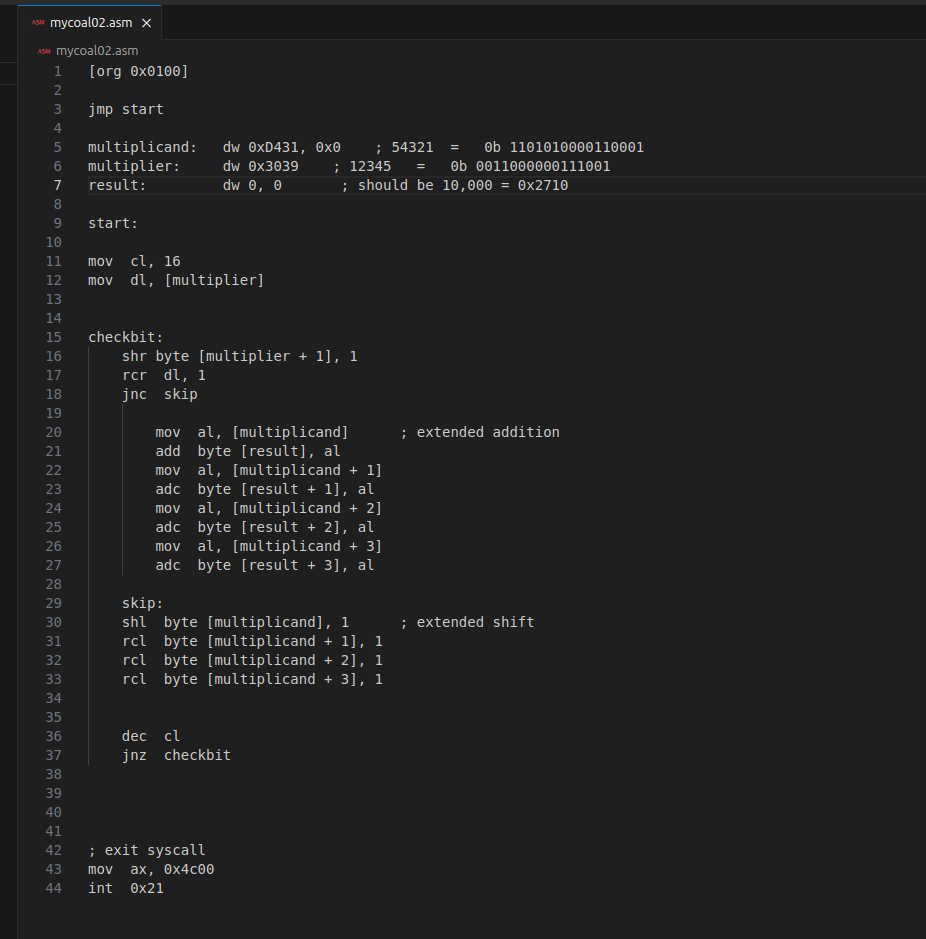 ASM mycoal02.asm ×
ASM mycoal02.asm
1 [org 0x0100]
2
3 jmp start
4
5 multiplicand: dw 0xD431, 0x0 ; 54321 = 0b 1101010000110001
6 multiplier: dw 0x3039 ; 12345 = 0b 0011000000111001
7 result: dw 0, 0 ; should be 10,000 = 0x2710
8
9 start:
10
11 mov cl, 16
12 mov dl, [multiplier]
13
14
15 checkbit:
16 shr byte [multiplier + 1], 1
17 rcr dl, 1
18 jnc skip
19
20 mov al, [multiplicand] ; extended addition
21 add byte [result], al
22 mov al, [multiplicand + 1]
23 adc byte [result + 1], al
24 mov al, [multiplicand + 2]
25 adc byte [result + 2], al
26 mov al, [multiplicand + 3]
27 adc byte [result + 3], al
28
29 skip:
30 shl byte [multiplicand], 1 ; extended shift
31 rcl byte [multiplicand + 1], 1
32 rcl byte [multiplicand + 2], 1
33 rcl byte [multiplicand + 3], 1
34
35
36 dec cl
37 jnz checkbit
38
39
40
41
42 ; exit syscall
43 mov ax, 0x4c00
44 int 0x21